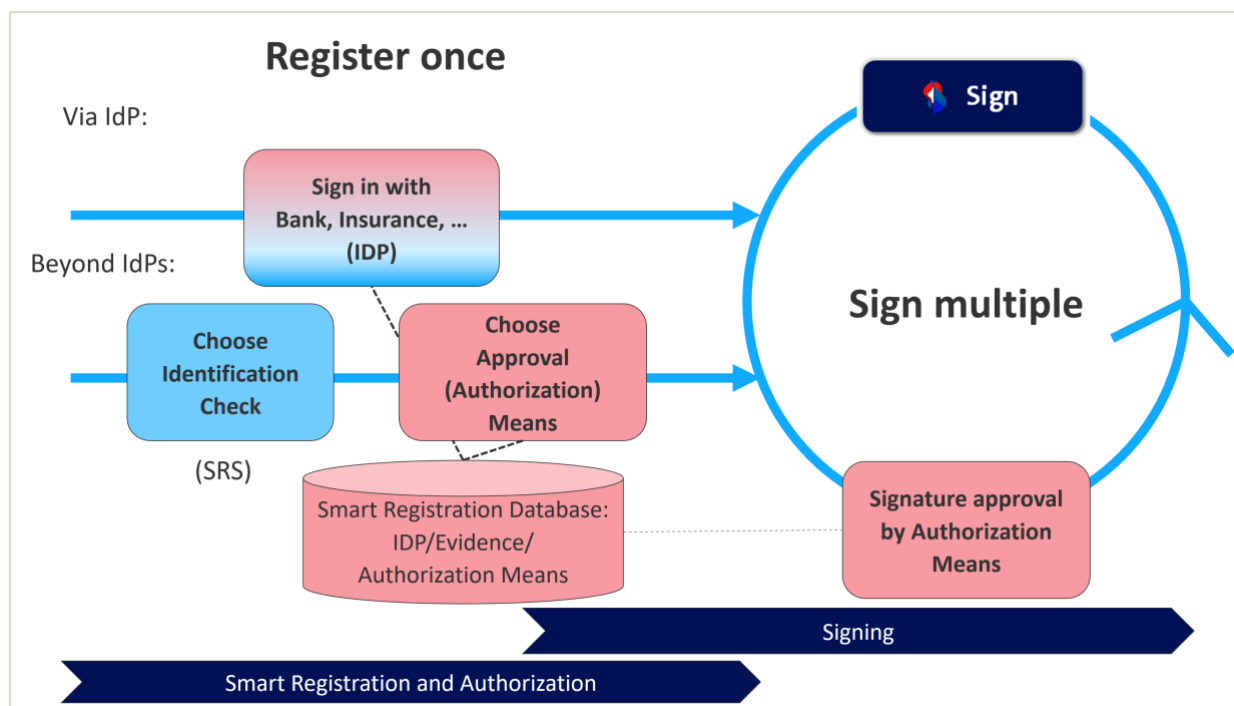 Register once
Via IdP:
Sign
Sign in with
Bank, Insurance, ...
(IDP)
Beyond IdPs:
Choose
Identification
Check
Choose
Approval
(Authorization)
Means
Sign multiple
(SRS)
Smart Registration Database:
IDP/Evidence/
Authorization Means
Signature approval
by Authorization
Means
Signing
Smart Registration and Authorization